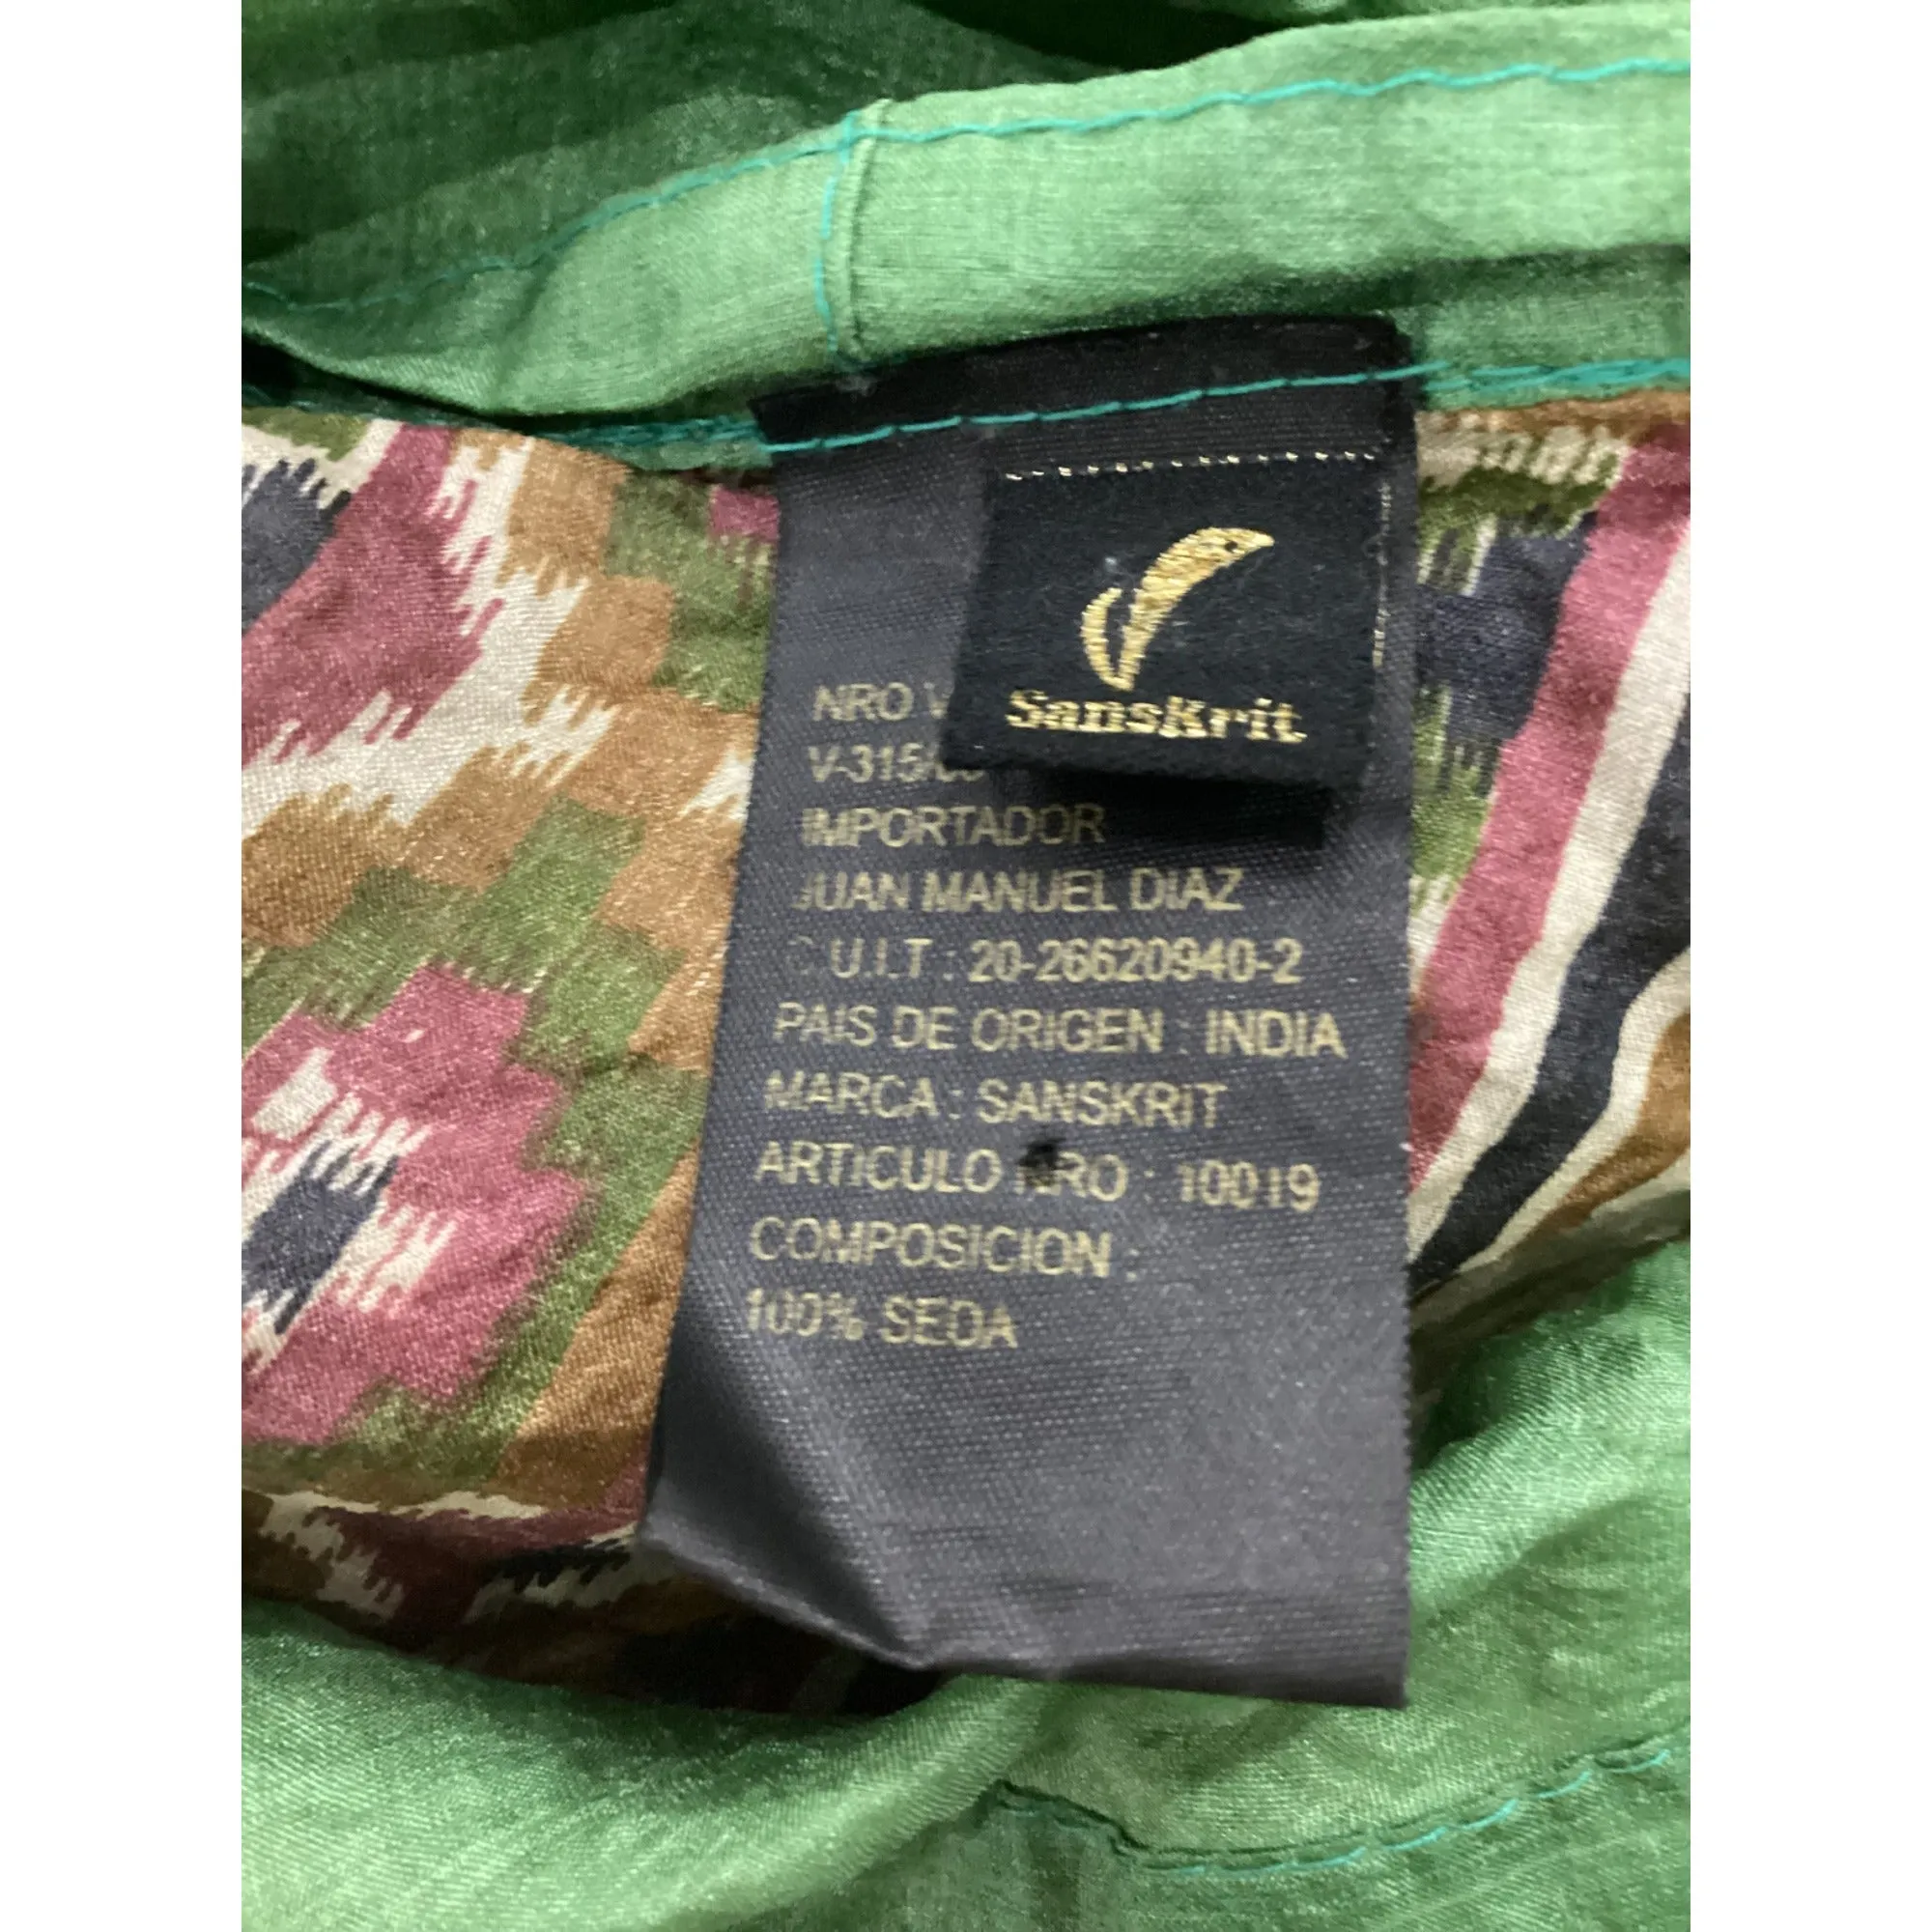 SansKrit
NRO
IMPORTADOR
JUAN MANUEL DIAZ
C.U.I.T : 20-26620940-2
PAIS DE ORIGEN : INDIA
MARCA : SANSKRIT
ARTICULO NRO : 10019
COMPOSICION :
100% SEDA